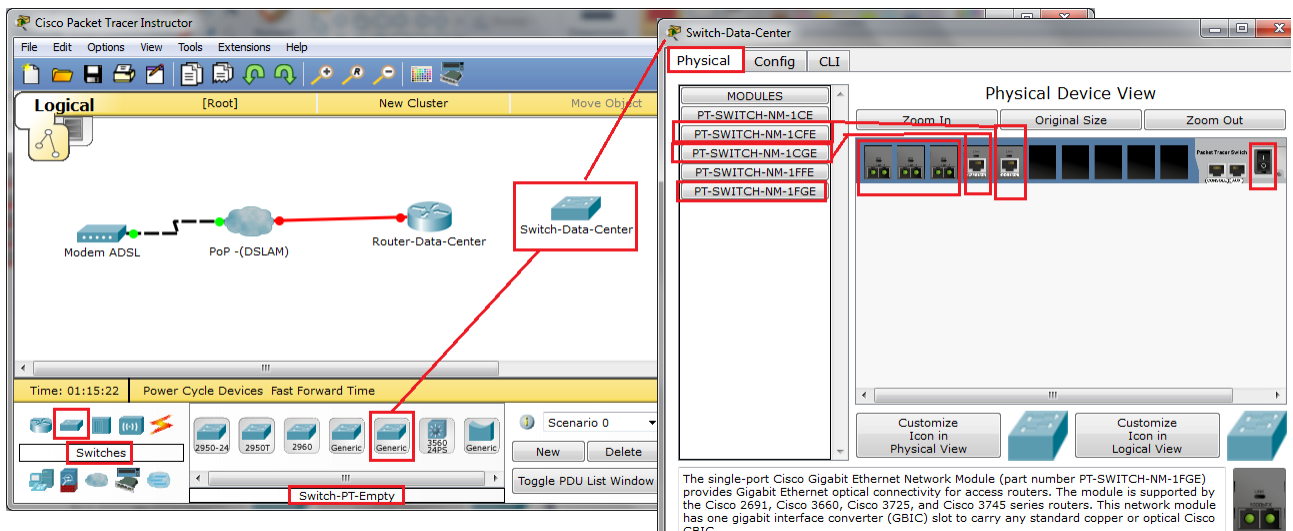 Cisco Packet Tracer Instructor
File Edit Options View Tools Extensions Help
Logical [Root] New Cluster Move Object
Modem ADSL
PoP -(DSLAM)
Router-Data-Center
Switch-Data-Center
Time: 01:15:22 Power Cycle Devices Fast Forward Time
Switches
2950-24 2950T 2960 Generic Generic 3560 24PS Generic
Switch-PT-Empty
Scenario 0
New Delete
Toggle PDU List Window
Switch-Data-Center
Physical Config CLI
MODULES
PT-SWITCH-NM-1CE
PT-SWITCH-NM-1CFE
PT-SWITCH-NM-1CGE
PT-SWITCH-NM-1FFE
PT-SWITCH-NM-1FGE
Physical Device View
Zoom In Original Size Zoom Out
Packet Tracer Switch
Customize
Icon in
Physical View
Customize
Icon in
Logical View
The single-port Cisco Gigabit Ethernet Network Module (part number PT-SWITCH-NM-1FGE)
provides Gigabit Ethernet optical connectivity for access routers. The module is supported by
the Cisco 2691, Cisco 3660, Cisco 3725, and Cisco 3745 series routers. This network module
has one gigabit interface converter (GBIC) slot to carry any standard copper or optical Cisco
GBIC.